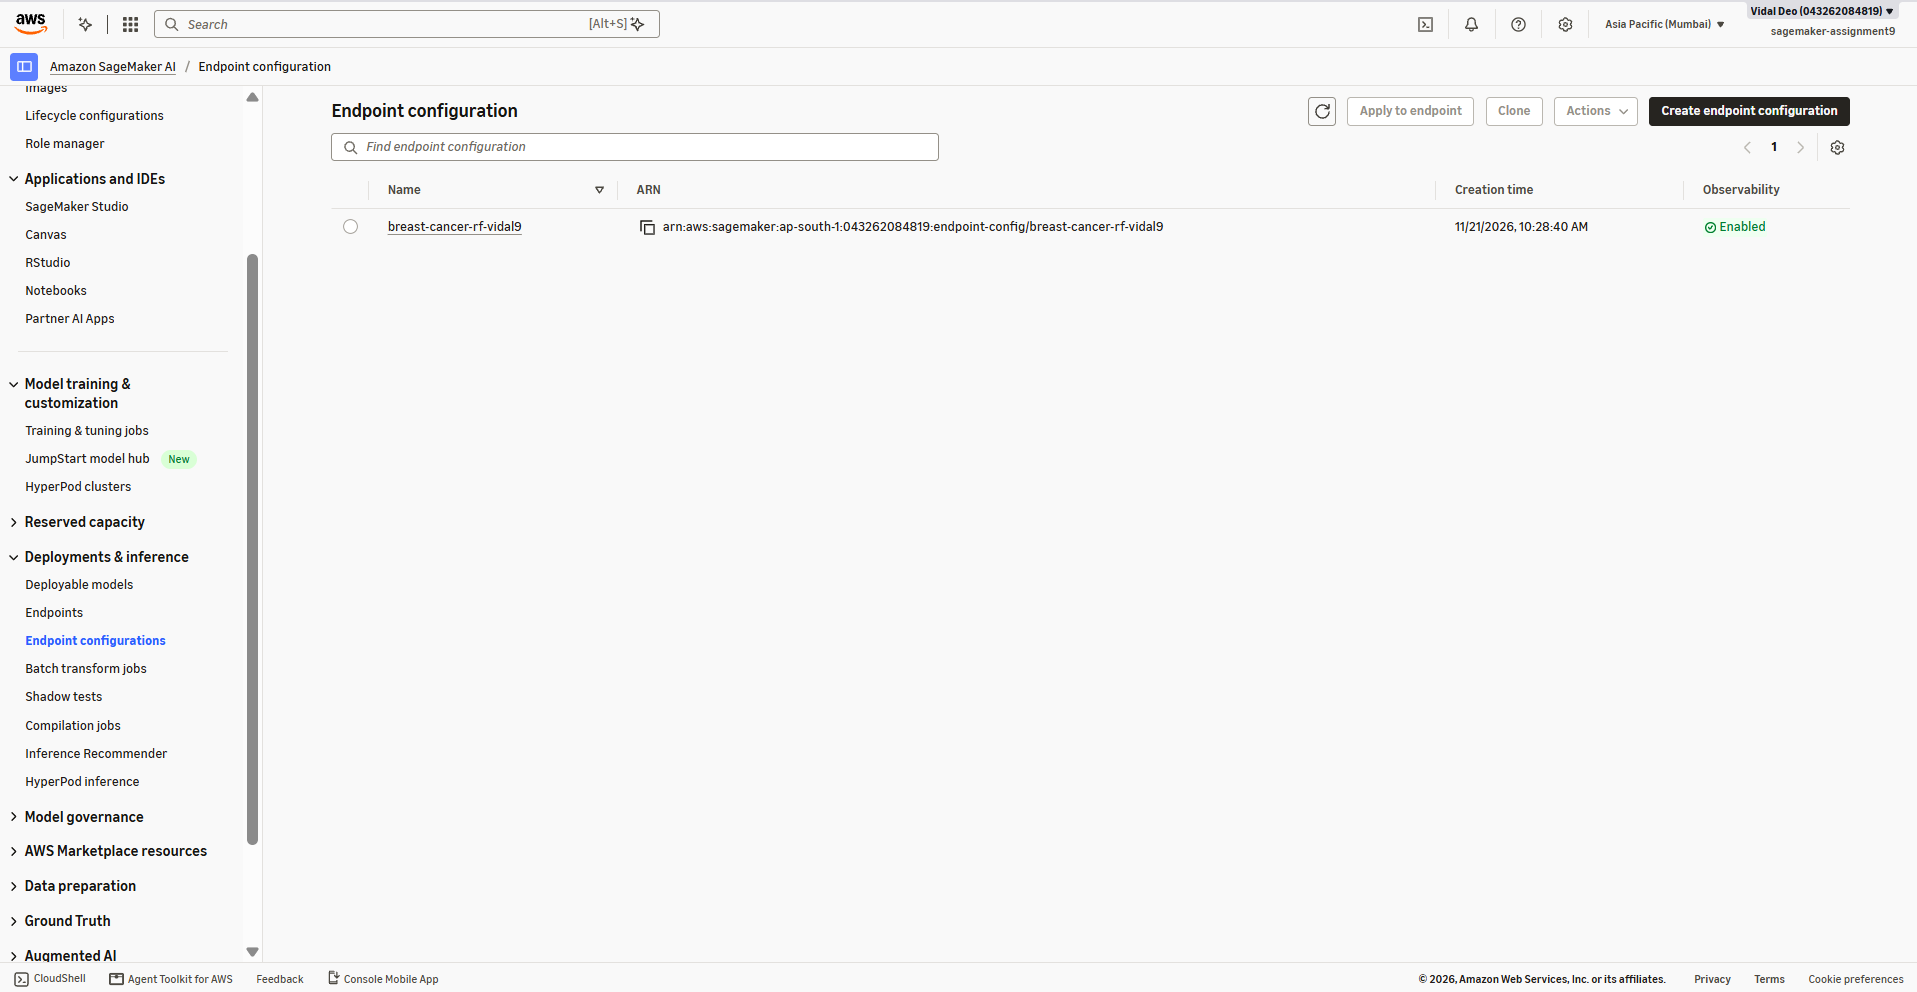 aws
Search
[Alt+S]
Asia Pacific (Mumbai)
Vidal Deo (043262084819)
sagemaker-assignment9
Amazon SageMaker AI / Endpoint configuration
Images
Lifecycle configurations
Role manager
Applications and IDEs
SageMaker Studio
Canvas
RStudio
Notebooks
Partner AI Apps
Model training &
customization
Training & tuning jobs
JumpStart model hub New
HyperPod clusters
Reserved capacity
Deployments & inference
Deployable models
Endpoints
Endpoint configurations
Batch transform jobs
Shadow tests
Compilation jobs
Inference Recommender
HyperPod inference
Model governance
AWS Marketplace resources
Data preparation
Ground Truth
Augmented AI
Endpoint configuration
Apply to endpoint
Clone
Actions
Create endpoint configuration
Find endpoint configuration
1
Name ARN Creation time Observability
breast-cancer-rf-vidal9 arn:aws:sagemaker:ap-south-1:043262084819:endpoint-config/breast-cancer-rf-vidal9 11/21/2026, 10:28:40 AM Enabled
CloudShell Agent Toolkit for AWS Feedback Console Mobile App
© 2026, Amazon Web Services, Inc. or its affiliates. Privacy Terms Cookie preferences